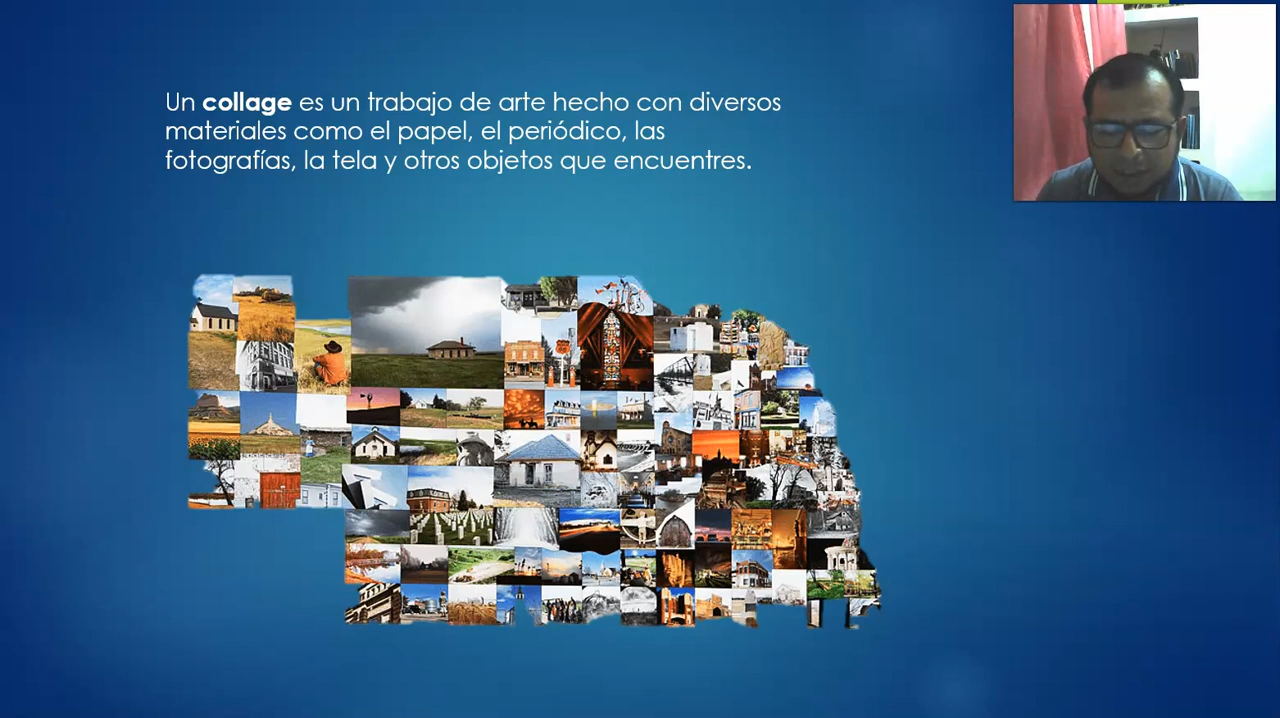 Un collage es un trabajo de arte hecho con diversos
materiales como el papel, el periódico, las
fotografías, la tela y otros objetos que encuentres.